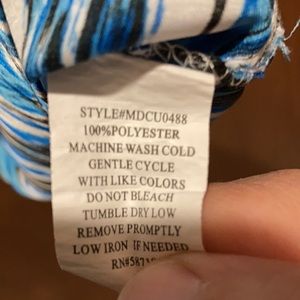 STYLE#MDCU0488
100%POLYESTER
MACHINE WASH COLD
GENTLE CYCLE
WITH LIKE COLORS
DO NOT BLEACH
TUMBLE DRY LOW
REMOVE PROMPTLY
LOW IRON IF NEEDED